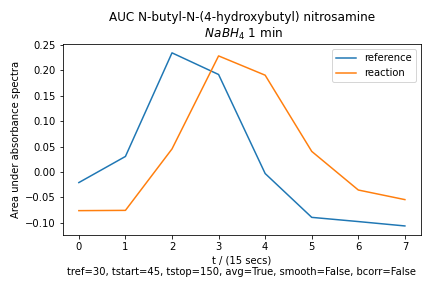 AUC N-butyl-N-(4-hydroxybutyl) nitrosamine
NaBH₄ 1 min
reference
reaction
Area under absorbance spectra
0.25
0.20
0.15
0.10
0.05
0.00
−0.05
−0.10
0 1 2 3 4 5 6 7
t / (15 secs)
tref=30, tstart=45, tstop=150, avg=True, smooth=False, bcorr=False